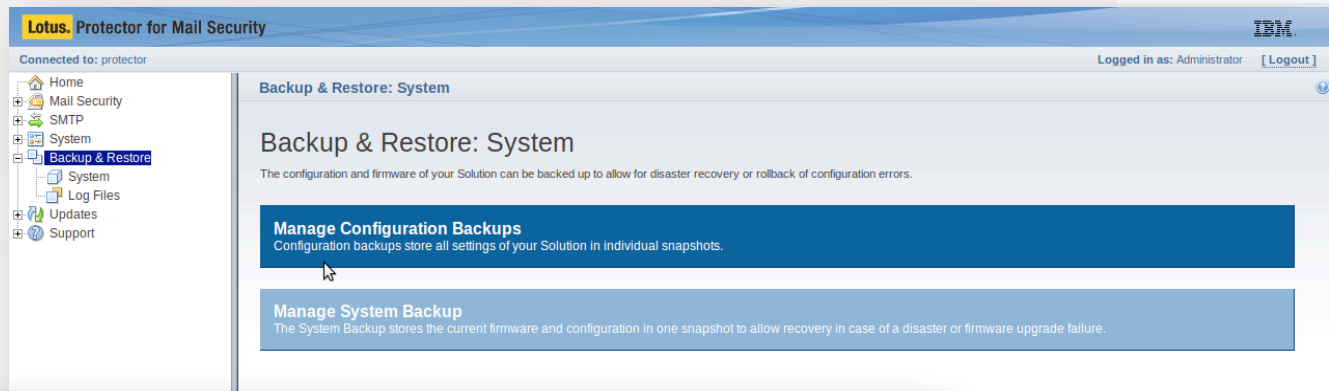 Lotus. Protector for Mail Security
IBM.
Connected to: protector
Logged in as: Administrator [ Logout ]
Home
Mail Security
SMTP
System
Backup & Restore
System
Log Files
Updates
Support
Backup & Restore: System
Backup & Restore: System
The configuration and firmware of your Solution can be backed up to allow for disaster recovery or rollback of configuration errors.
Manage Configuration Backups
Configuration backups store all settings of your Solution in individual snapshots.
Manage System Backup
The System Backup stores the current firmware and configuration in one snapshot to allow recovery in case of a disaster or firmware upgrade failure.